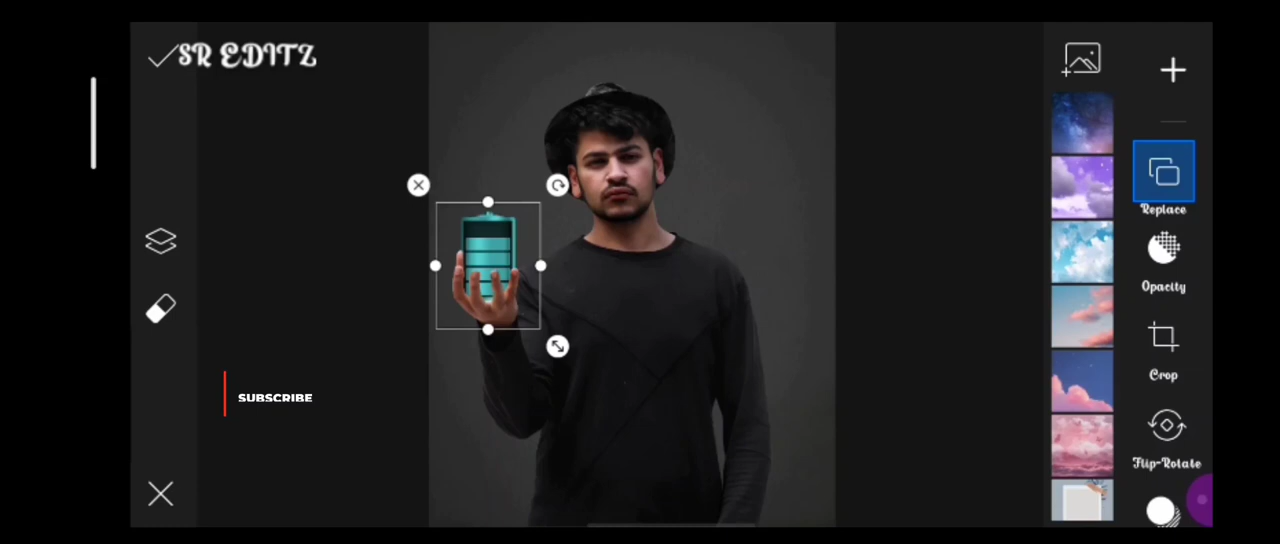 SR EDITZ
Replace
Opacity
Crop
Flip-Rotate
SUBSCRIBE